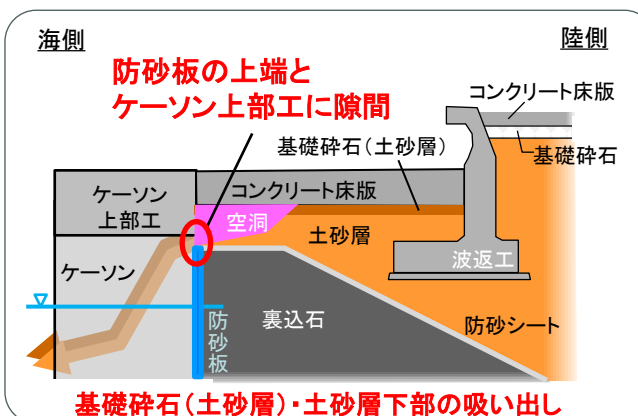 海側
陸側
防砂板の上端と
ケーソン上部工に隙間
コンクリート床版
基礎砕石(土砂層)
基礎砕石
ケーソン
上部工
コンクリート床版
空洞
土砂層
波返工
ケーソン
防砂板
裏込石
防砂シート
基礎砕石(土砂層)・土砂層下部の吸い出し